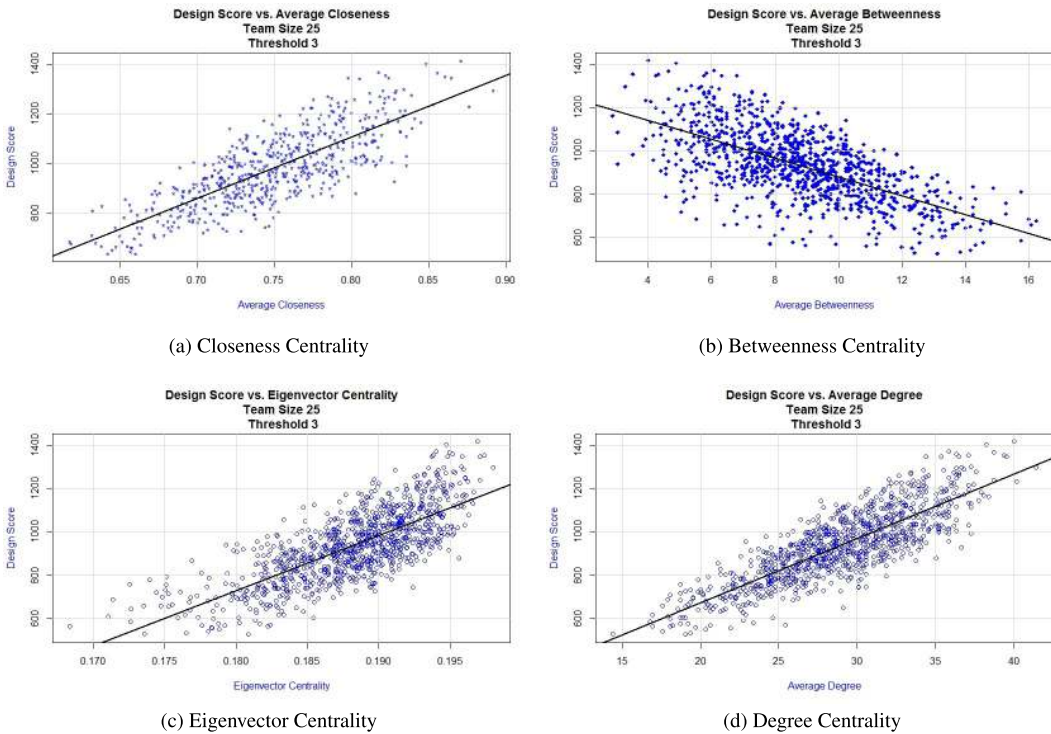 Design Score vs. Average Closeness
Team Size 25
Threshold 3
Design Score
1400
1200
1000
800
0.65 0.70 0.75 0.80 0.85 0.90
Average Closeness
(a) Closeness Centrality
Design Score vs. Average Betweenness
Team Size 25
Threshold 3
Design Score
1400
1200
1000
800
600
4 6 8 10 12 14 16
Average Betweenness
(b) Betweenness Centrality
Design Score vs. Eigenvector Centrality
Team Size 25
Threshold 3
Design Score
1400
1200
1000
800
600
0.170 0.175 0.180 0.185 0.190 0.195
Eigenvector Centrality
(c) Eigenvector Centrality
Design Score vs. Average Degree
Team Size 25
Threshold 3
Design Score
1400
1200
1000
800
600
15 20 25 30 35 40
Average Degree
(d) Degree Centrality